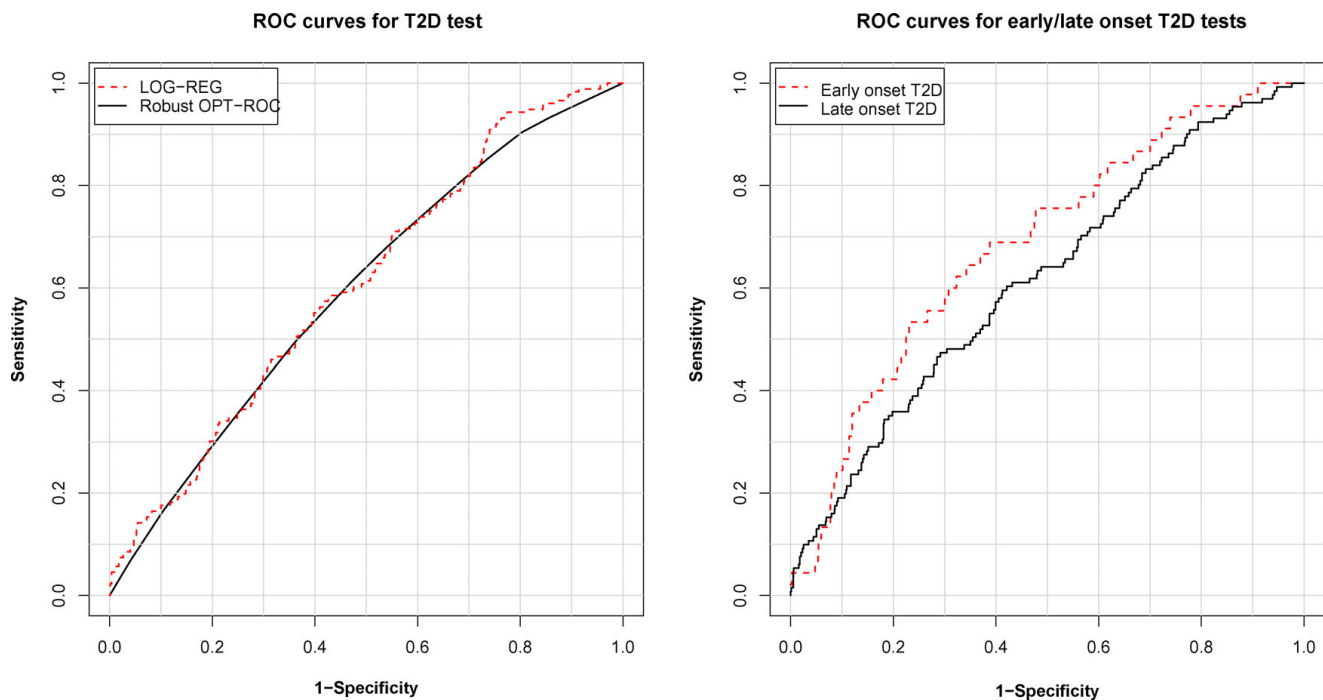 ROC curves for T2D test
LOG−REG
Robust OPT−ROC
1.0
0.8
0.6
0.4
0.2
0.0
Sensitivity
0.0 0.2 0.4 0.6 0.8 1.0
1−Specificity
ROC curves for early/late onset T2D tests
Early onset T2D
Late onset T2D
1.0
0.8
0.6
0.4
0.2
0.0
Sensitivity
0.0 0.2 0.4 0.6 0.8 1.0
1−Specificity